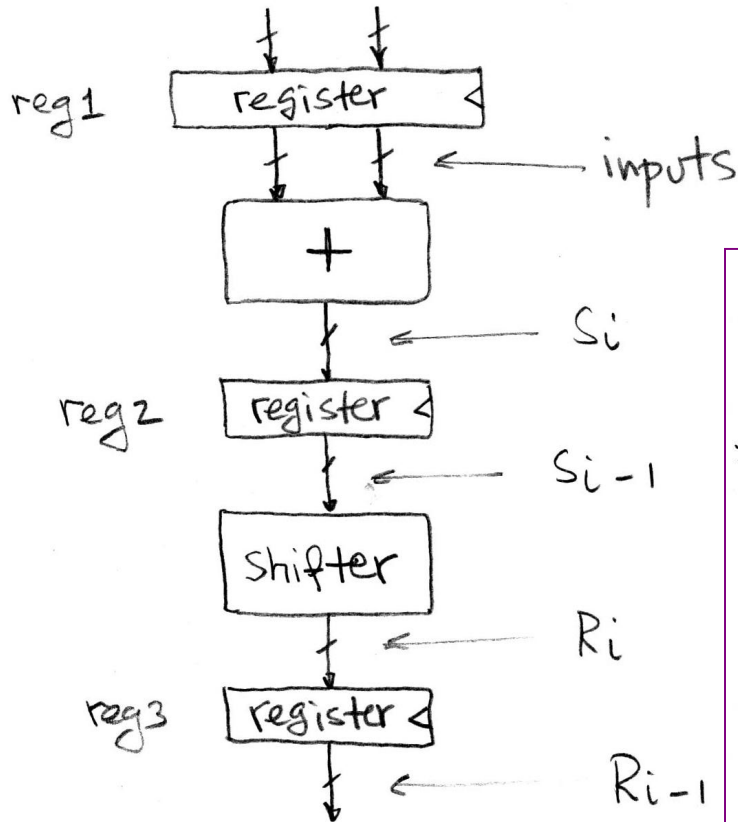 reg1
register
inputs
+
Si
reg2
register
Si-1
Shifter
Ri
reg3
register
Ri-1